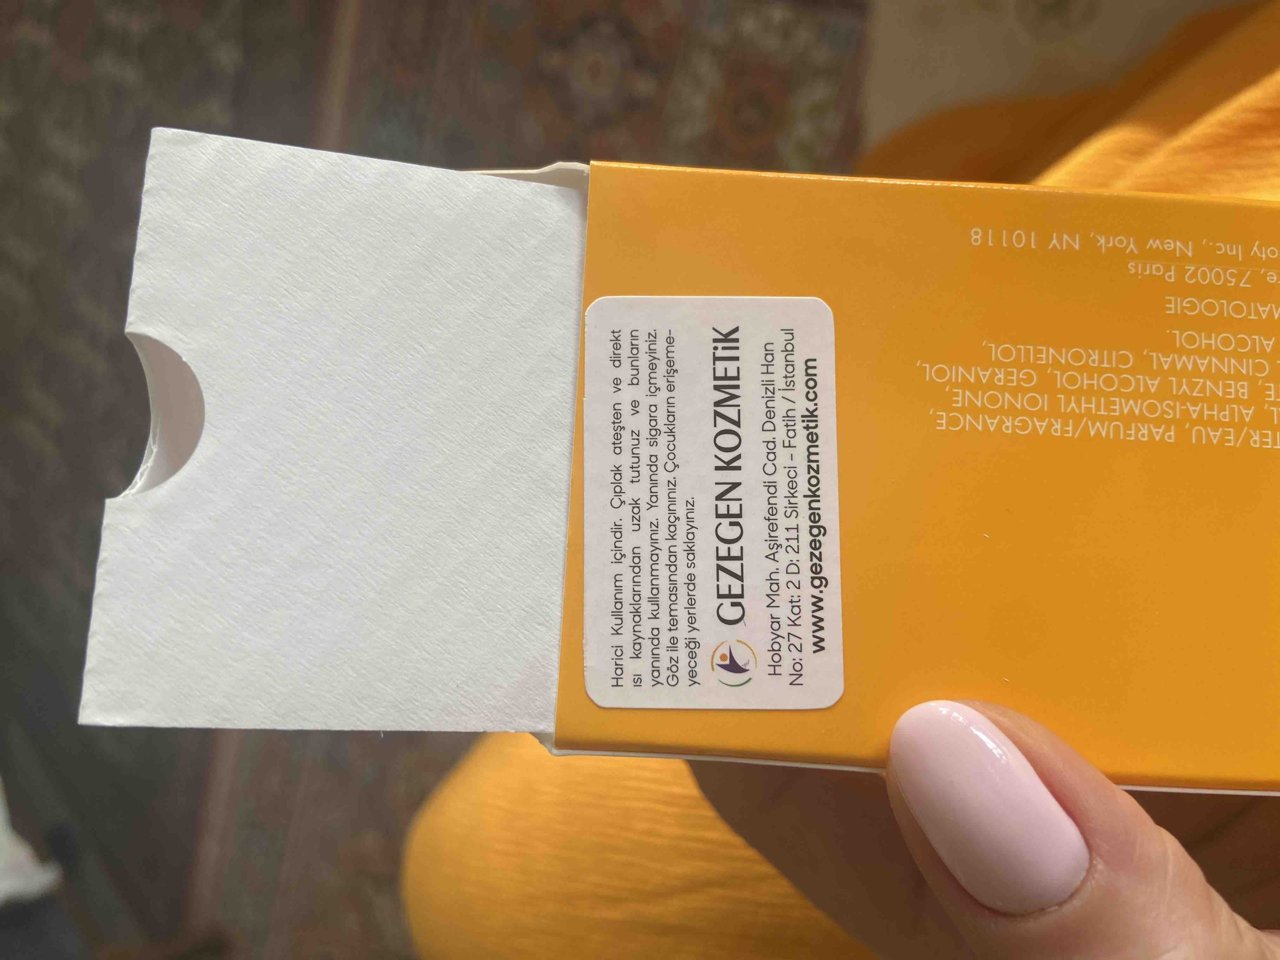 Harici Kullanım içindir. Çıplak ateşten ve direkt
ısı kaynaklarından uzak tutunuz ve bunların
yanında kullanmayınız. Yanında sigara içmeyiniz.
Göz ile temasından kaçınınız. Çocukların erişeme-
yeceği yerlerde saklayınız.
GEZEGEN KOZMETiK
Hobyar Mah. Aşirefendi Cad. Denizli Han
No: 27 Kat: 2 D: 211 Sirkeci - Fatih / İstanbul
www.gezegenkozmetik.com
TER/EAU, PARFUM/FRAGRANCE,
L, ALPHA-ISOMETHYL IONONE,
E, BENZYL ALCOHOL, GERANIOL,
CINNAMAL, CITRONELLOL,
ALCOHOL.
MATOLOGIE
re, 75002 Paris
oty Inc., New York, NY 10118